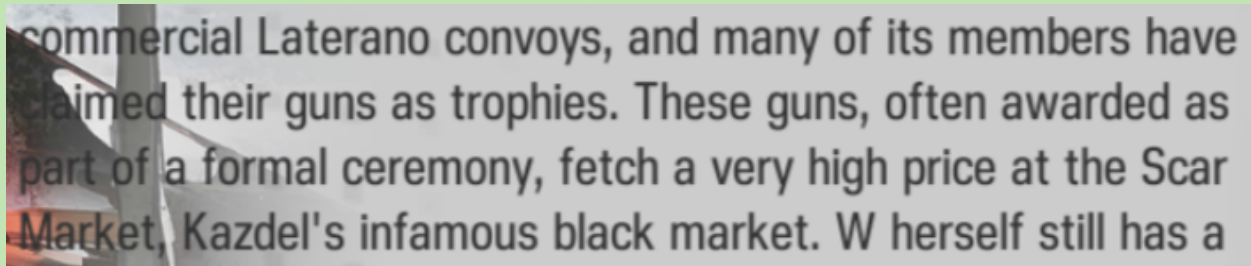 commercial Laterano convoys, and many of its members have
claimed their guns as trophies. These guns, often awarded as
part of a formal ceremony, fetch a very high price at the Scar
Market, Kazdel's infamous black market. W herself still has a